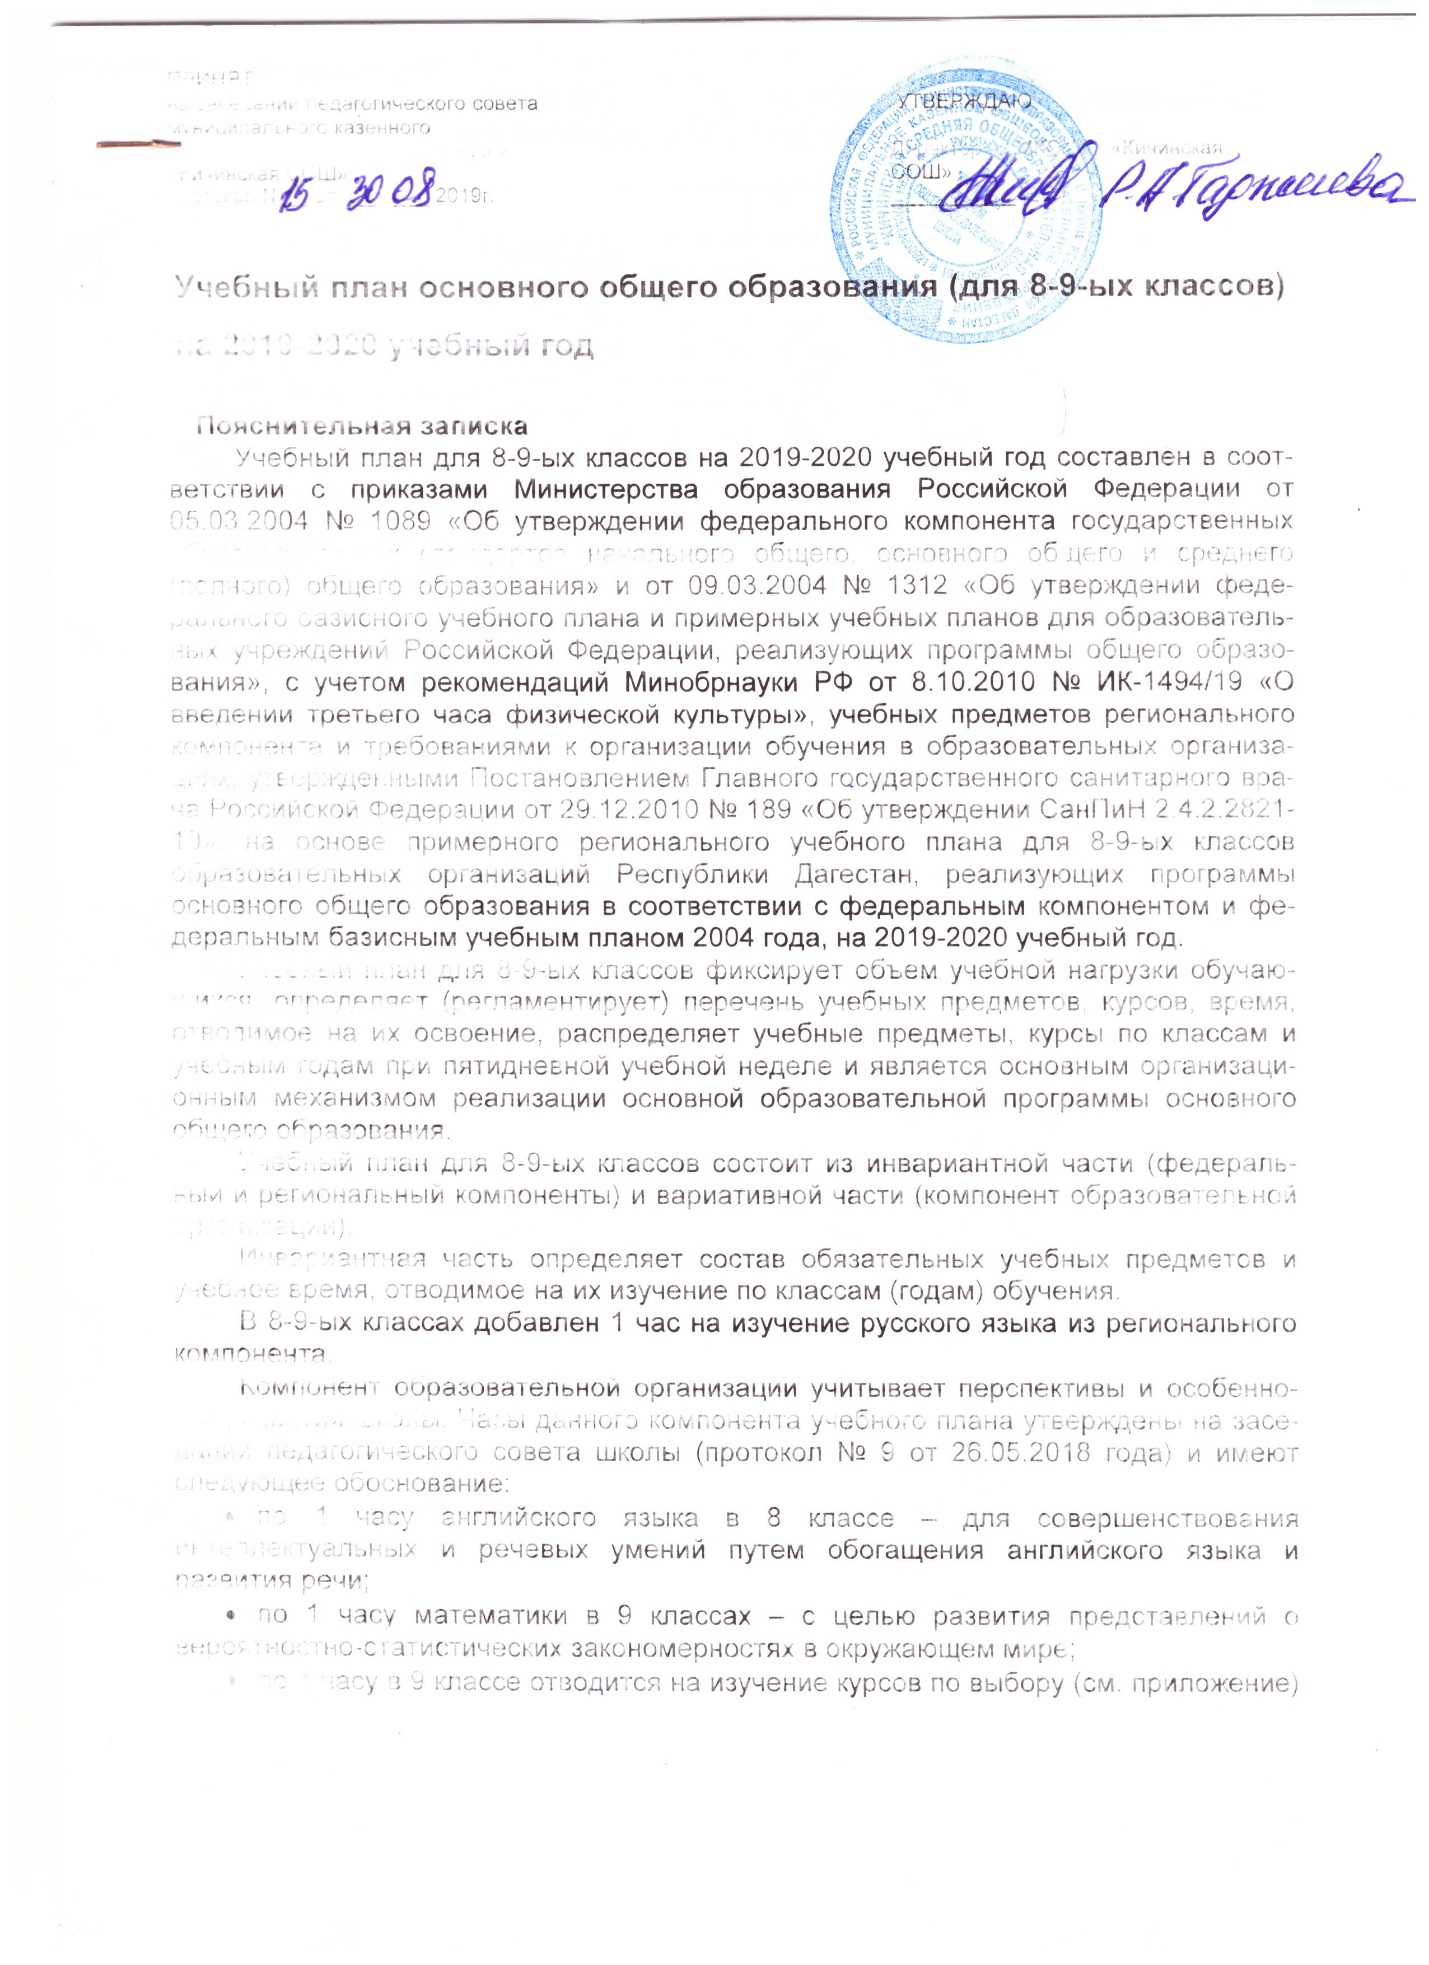 Принят
на заседании педагогического совета
муниципального казенного
«Кичинская СОШ»
протокол № 15 от 30 08 2019г.
УТВЕРЖДАЮ
Директор «Кичинская
СОШ»
Учебный план основного общего образования (для 8-9-ых классов)
на 2019-2020 учебный год
Пояснительная записка
Учебный план для 8-9-ых классов на 2019-2020 учебный год составлен в соот-
ветствии с приказами Министерства образования Российской Федерации от
05.03.2004 № 1089 «Об утверждении федерального компонента государственных
образовательных стандартов начального общего, основного общего и среднего
(полного) общего образования» и от 09.03.2004 № 1312 «Об утверждении феде-
рального базисного учебного плана и примерных учебных планов для образователь-
ных учреждений Российской Федерации, реализующих программы общего образо-
вания», с учетом рекомендаций Минобрнауки РФ от 8.10.2010 № ИК-1494/19 «О
введении третьего часа физической культуры», учебных предметов регионального
компонента и требованиями к организации обучения в образовательных организа-
циях, утвержденными Постановлением Главного государственного санитарного вра-
ча Российской Федерации от 29.12.2010 № 189 «Об утверждении СанПиН 2.4.2.2821-
10», на основе примерного регионального учебного плана для 8-9-ых классов
образовательных организаций Республики Дагестан, реализующих программы
основного общего образования в соответствии с федеральным компонентом и фе-
деральным базисным учебным планом 2004 года, на 2019-2020 учебный год.
Учебный план для 8-9-ых классов фиксирует объем учебной нагрузки обучаю-
щихся, определяет (регламентирует) перечень учебных предметов, курсов, время,
отводимое на их освоение, распределяет учебные предметы, курсы по классам и
учебным годам при пятидневной учебной неделе и является основным организаци-
онным механизмом реализации основной образовательной программы основного
общего образования.
Учебный план для 8-9-ых классов состоит из инвариантной части (федераль-
ный и региональный компоненты) и вариативной части (компонент образовательной
организации).
Инвариантная часть определяет состав обязательных учебных предметов и
учебное время, отводимое на их изучение по классам (годам) обучения.
В 8-9-ых классах добавлен 1 час на изучение русского языка из регионального
компонента.
Компонент образовательной организации учитывает перспективы и особенно-
школы. Часы данного компонента учебного плана утверждены на засе-
дании педагогического совета школы (протокол № 9 от 26.05.2018 года) и имеют
следующее обоснование:
• по 1 часу английского языка в 8 классе – для совершенствования
интеллектуальных и речевых умений путем обогащения английского языка и
развития речи;
• по 1 часу математики в 9 классах – с целью развития представлений о
вероятностно-статистических закономерностях в окружающем мире;
• по 1 часу в 9 классе отводится на изучение курсов по выбору (см. приложение)